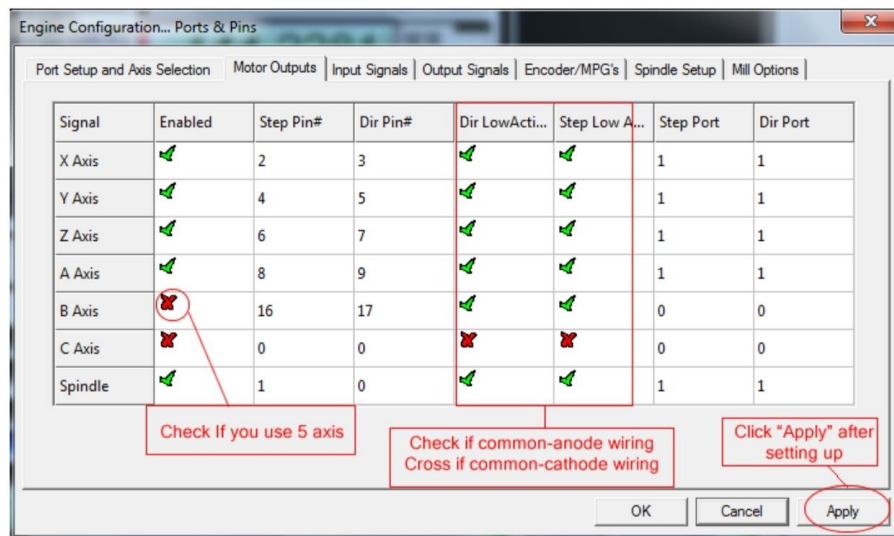 Engine Configuration... Ports & Pins
Port Setup and Axis Selection Motor Outputs Input Signals Output Signals Encoder/MPG's Spindle Setup Mill Options
Signal Enabled Step Pin# Dir Pin# Dir LowActi... Step Low A... Step Port Dir Port
X Axis 2 3 1 1
Y Axis 4 5 1 1
Z Axis 6 7 1 1
A Axis 8 9 1 1
B Axis 16 17 0 0
C Axis 0 0 0 0
Spindle 1 0 1 1
Check If you use 5 axis
Check if common-anode wiring
Cross if common-cathode wiring
Click “Apply” after
setting up
OK Cancel Apply